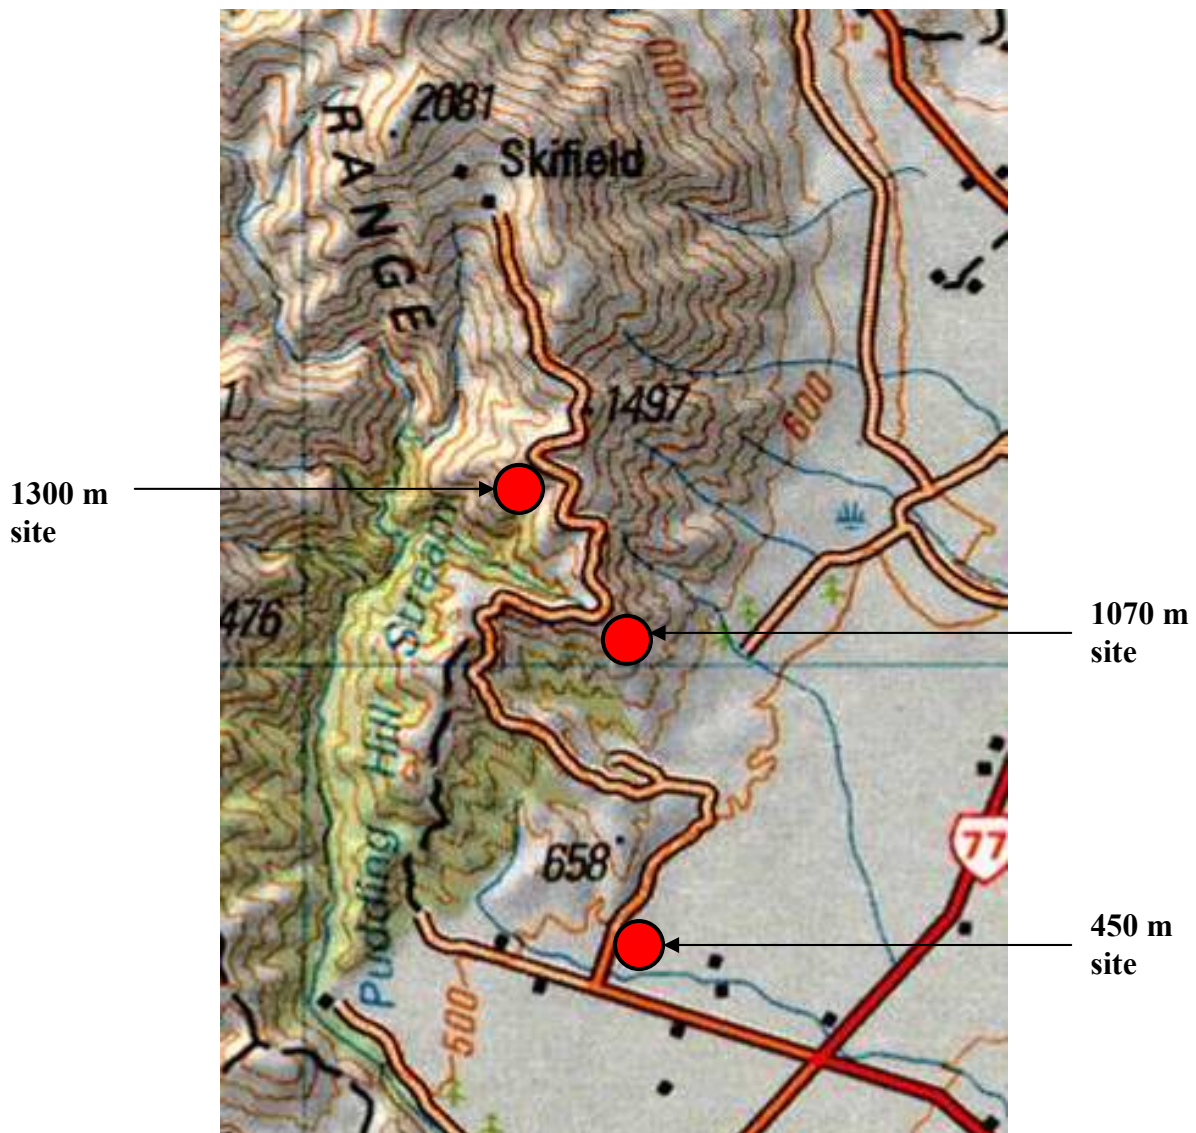 2081
Skifield
RANGE
1000
1497
600
1
1300 m
site
Stream
476
1070 m
site
Hill
77
658
Pudding
450 m
site
500